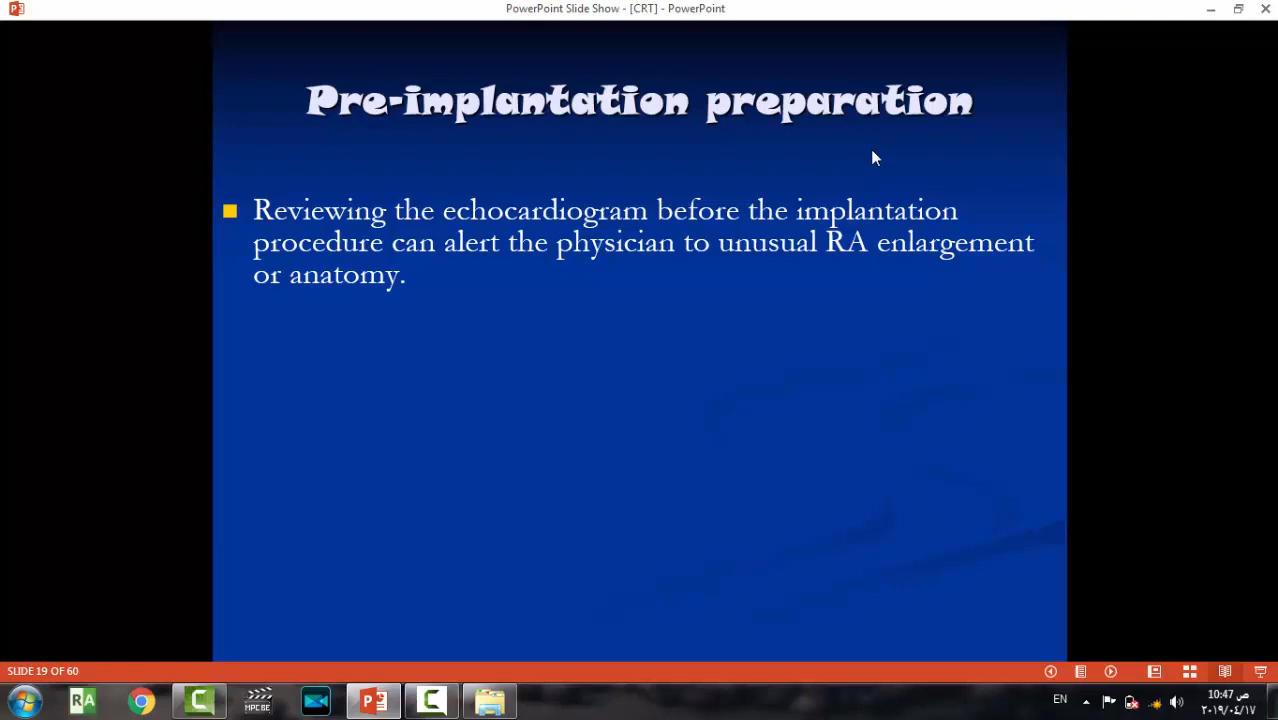 PowerPoint Slide Show - [CRT] - PowerPoint
Pre-implantation preparation
Reviewing the echocardiogram before the implantation
procedure can alert the physician to unusual RA enlargement
or anatomy.
SLIDE 19 OF 60
RA
MPC BE
EN
10:47 ص
٢٠١٩/٠٤/١٧